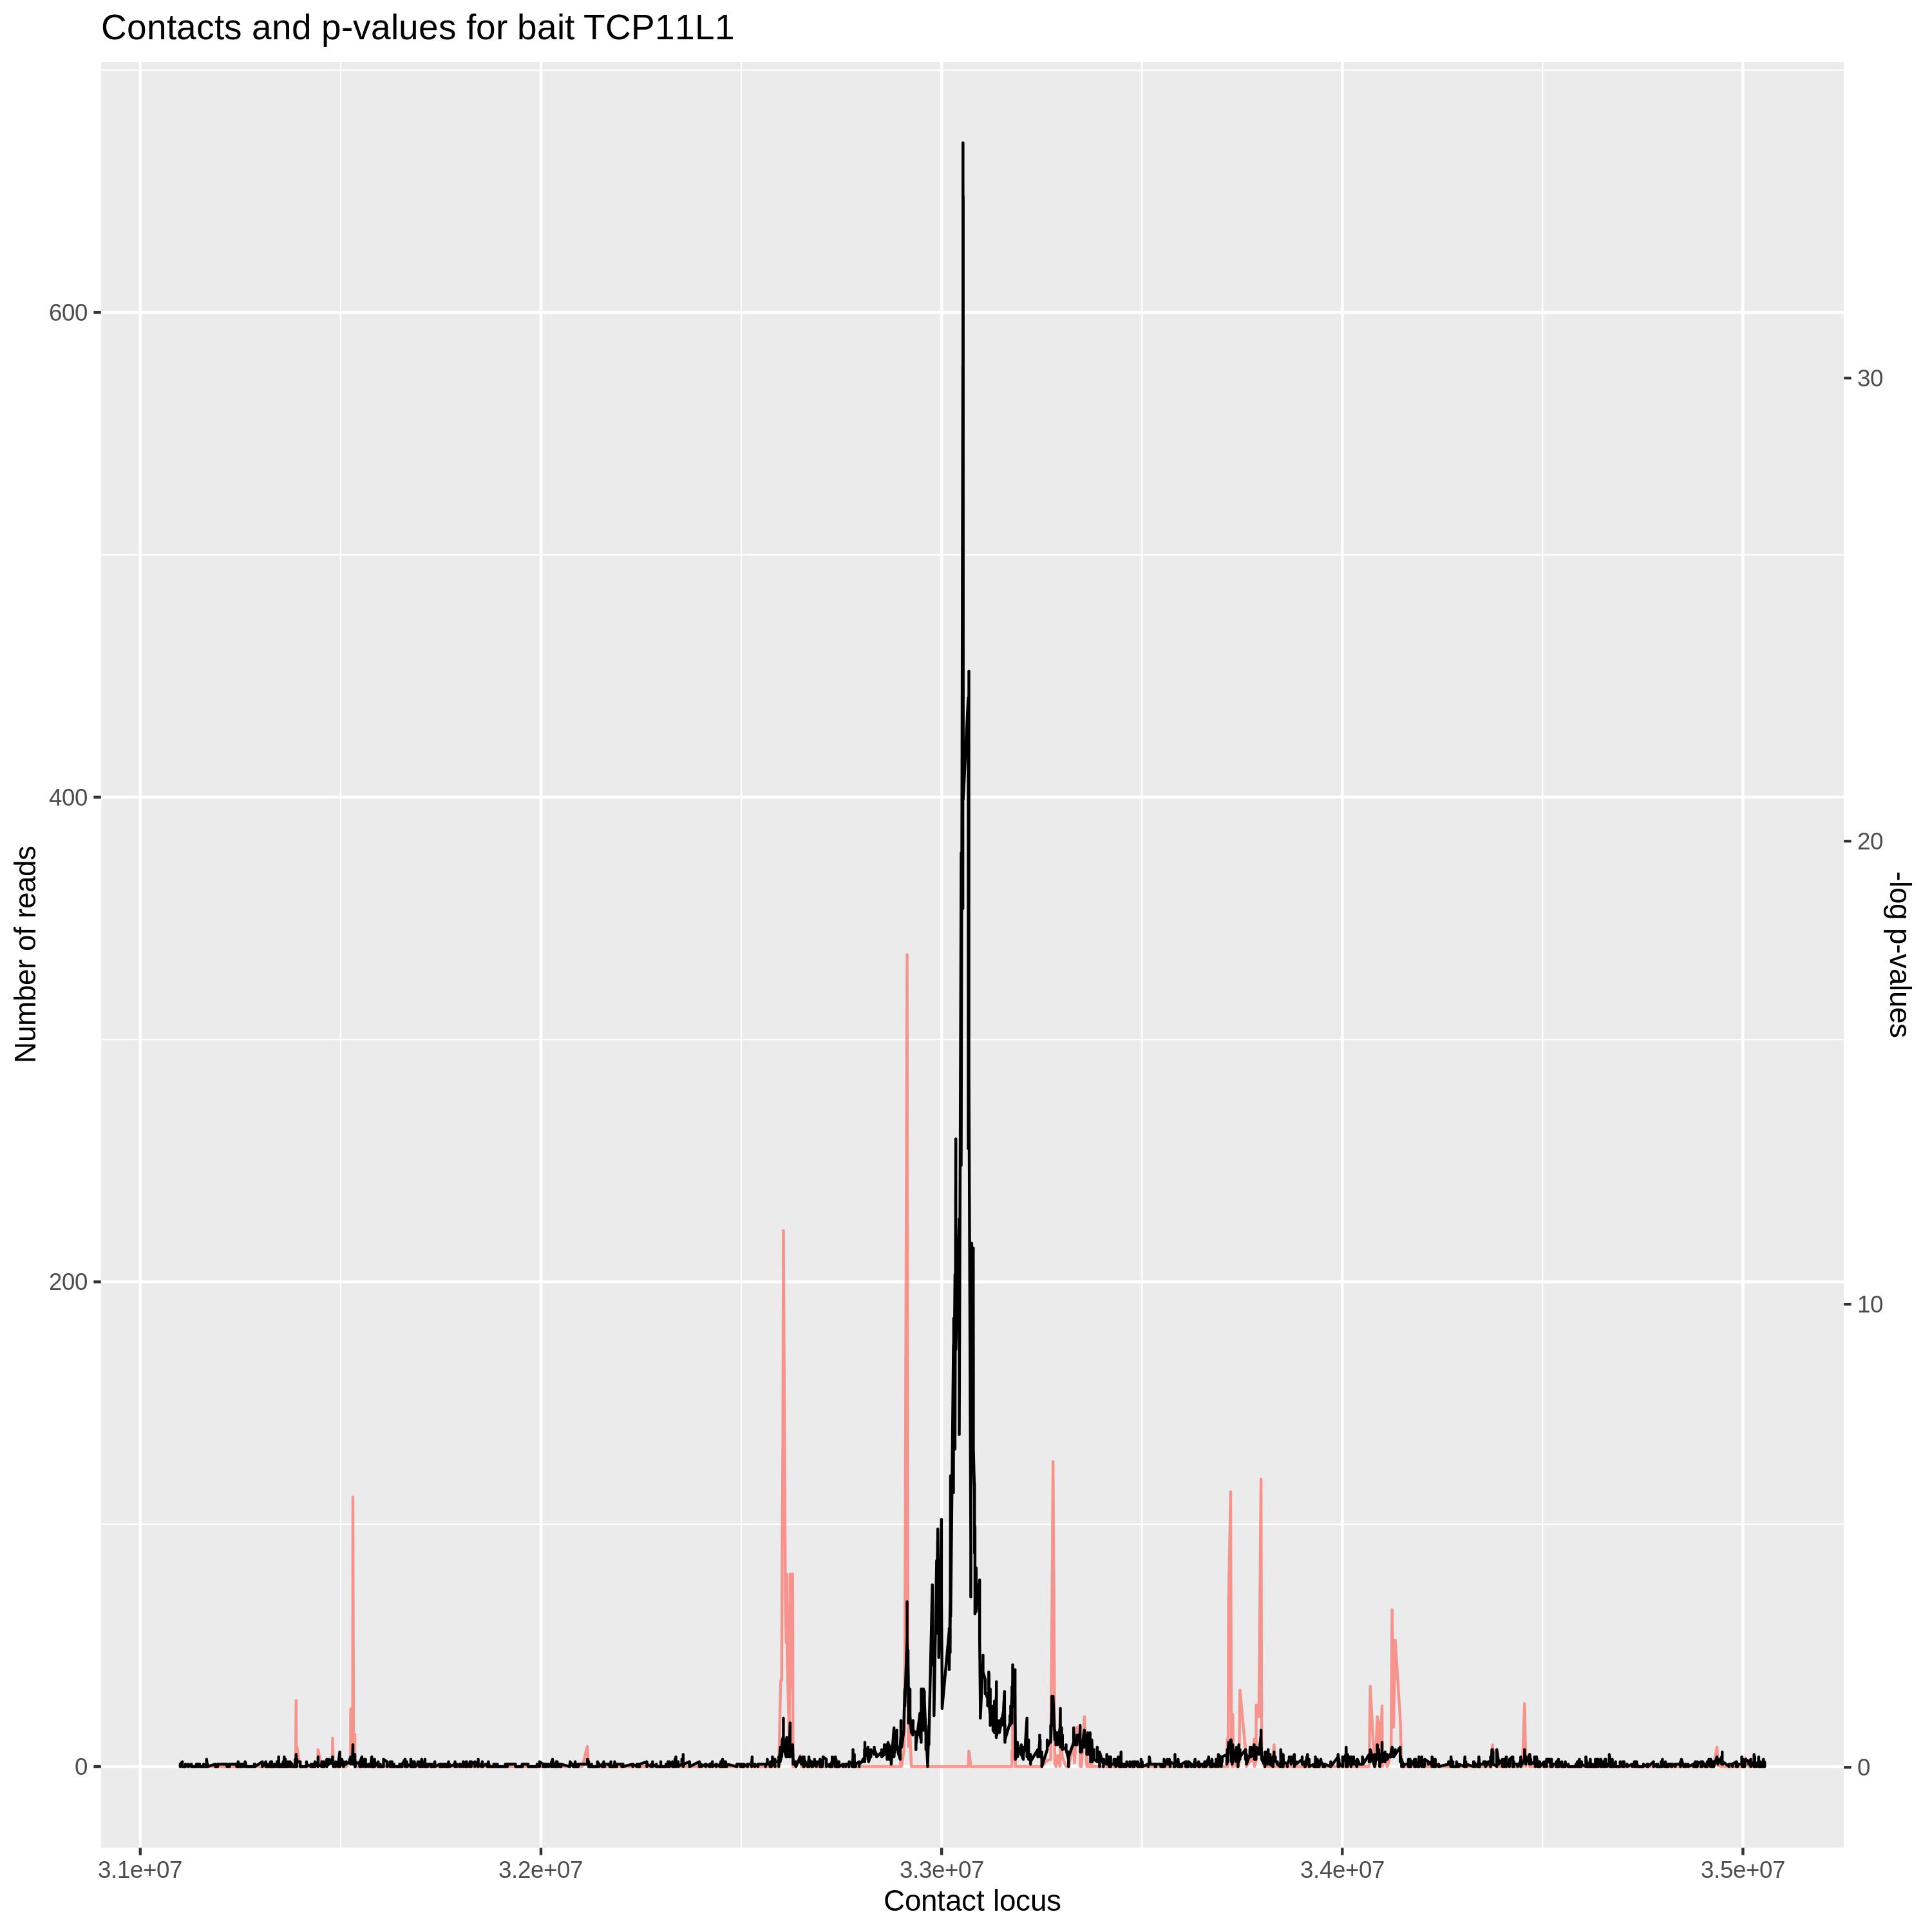 Contacts and p-values for bait TCP11L1
600
400
200
0
30
20
10
0
Number of reads
-log p-values
3.1e+07 3.2e+07 3.3e+07 3.4e+07 3.5e+07
Contact locus